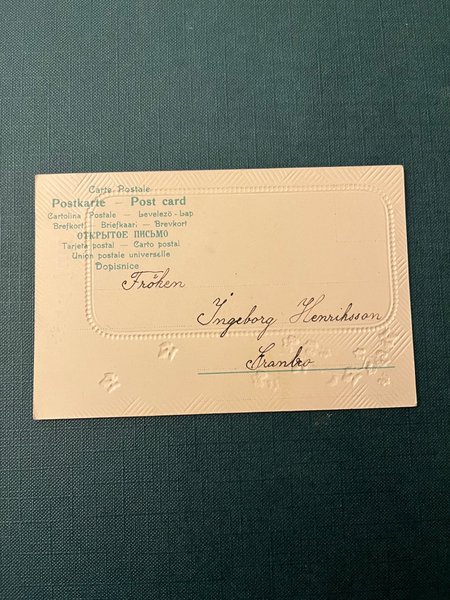 Carte Postale
Postkarte — Post card
Cartolina Postale — Levelező-Lap
Brefkort — Briefkaart — Brevkort
ОТКРЫТОЕ ПИСЬМО
Tarjeta postal — Carto postal
Union postale universelle
Dopisnice
Fröken
Ingeborg Henriksson
Franko